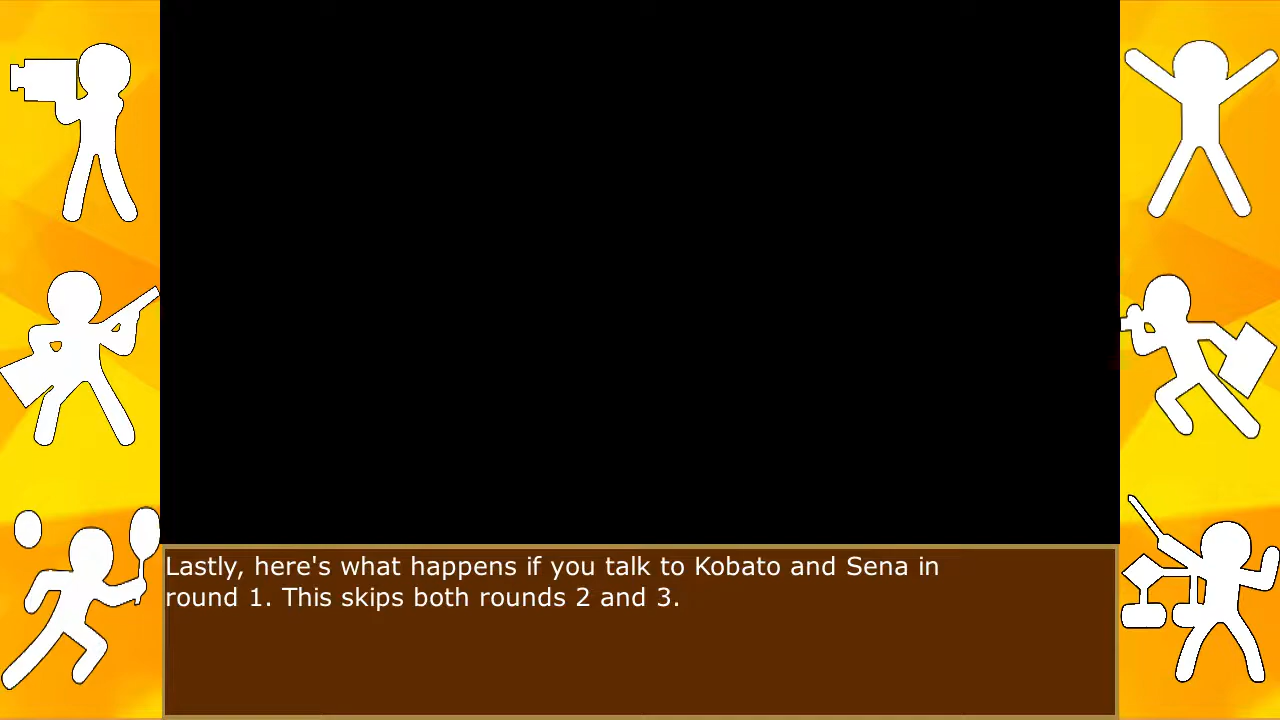 Lastly, here's what happens if you talk to Kobato and Sena in
round 1. This skips both rounds 2 and 3.